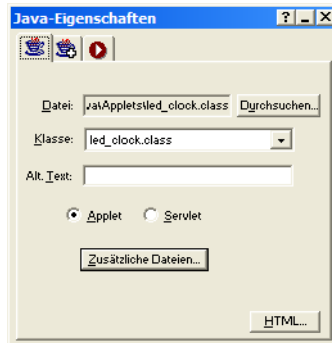 Java-Eigenschaften
Datei: va\Applets\led_clock.class Durchsuchen...
Klasse: led_clock.class
Alt. Text:
Applet Servlet
Zusätzliche Dateien...
HTML...